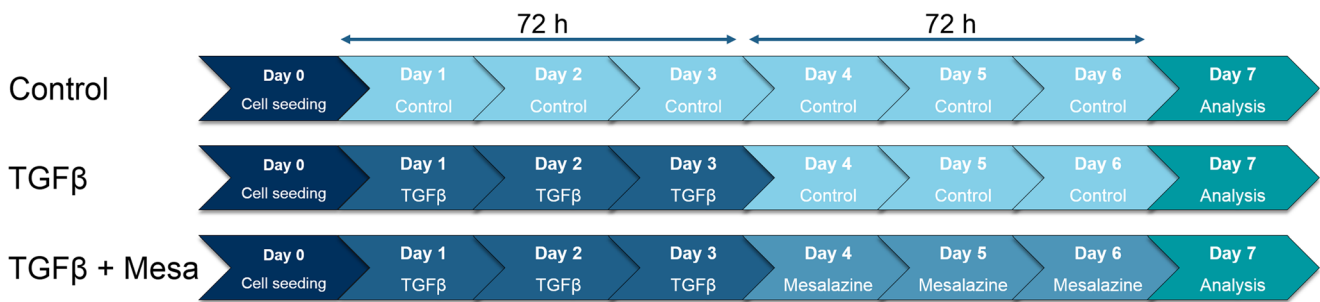 72 h 72 h
Control
Day 0 Day 1 Day 2 Day 3 Day 4 Day 5 Day 6 Day 7
Cell seeding Control Control Control Control Control Control Analysis
TGFβ
Day 0 Day 1 Day 2 Day 3 Day 4 Day 5 Day 6 Day 7
Cell seeding TGFβ TGFβ TGFβ Control Control Control Analysis
TGFβ + Mesa
Day 0 Day 1 Day 2 Day 3 Day 4 Day 5 Day 6 Day 7
Cell seeding TGFβ TGFβ TGFβ Mesalazine Mesalazine Mesalazine Analysis